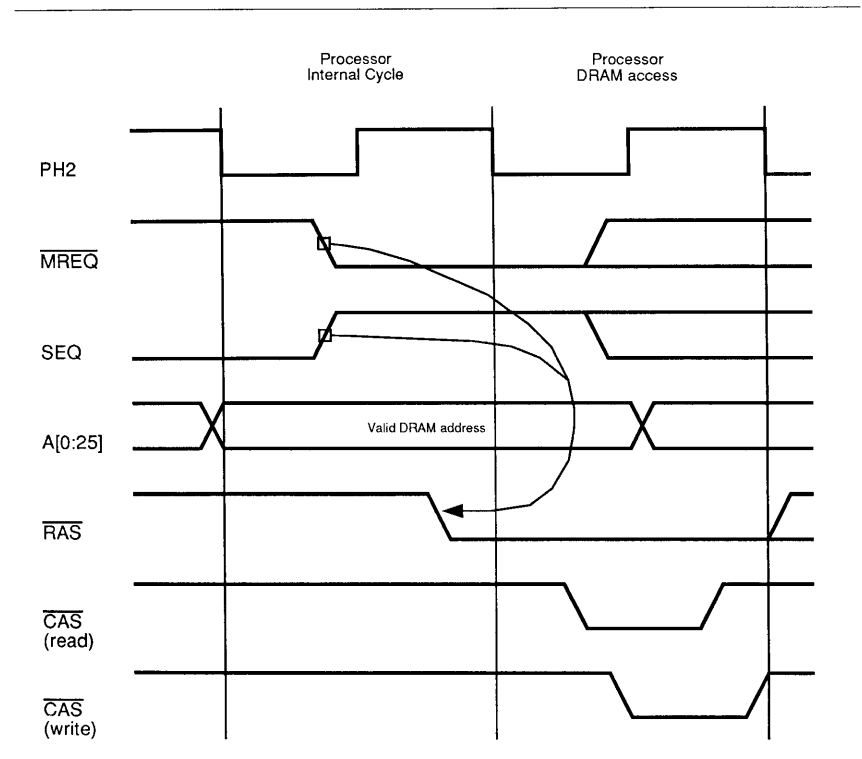 Processor
Internal Cycle
Processor
DRAM access
PH2
MREQ
SEQ
A[0:25]
Valid DRAM address
RAS
CAS
(read)
CAS
(write)